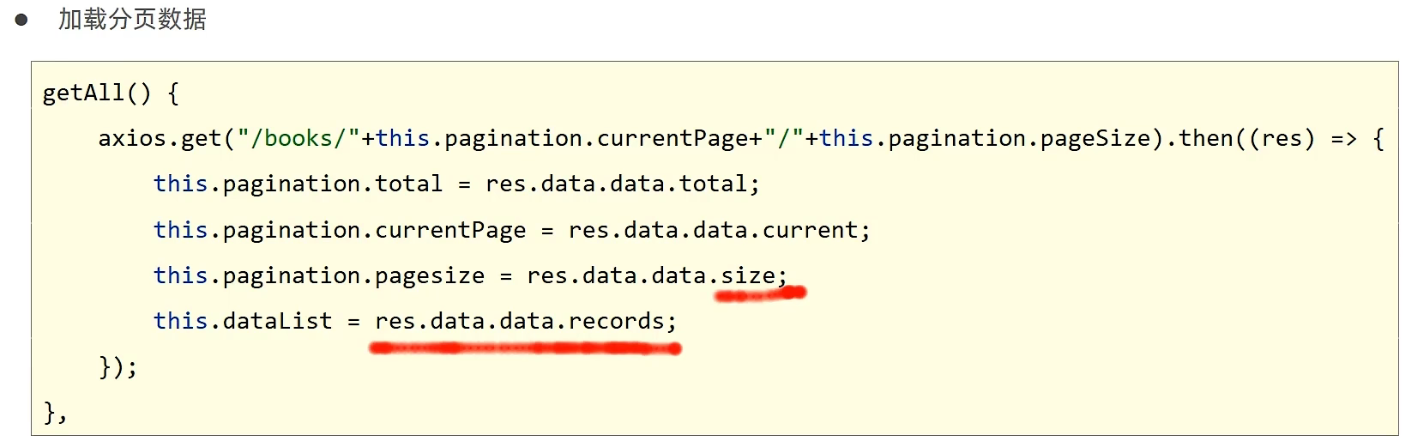 ● 加载分页数据
getAll() {
    axios.get("/books/"+this.pagination.currentPage+"/"+this.pagination.pageSize).then((res) => {
        this.pagination.total = res.data.data.total;
        this.pagination.currentPage = res.data.data.current;
        this.pagination.pagesize = res.data.data.size;
        this.dataList = res.data.data.records;
    });
},